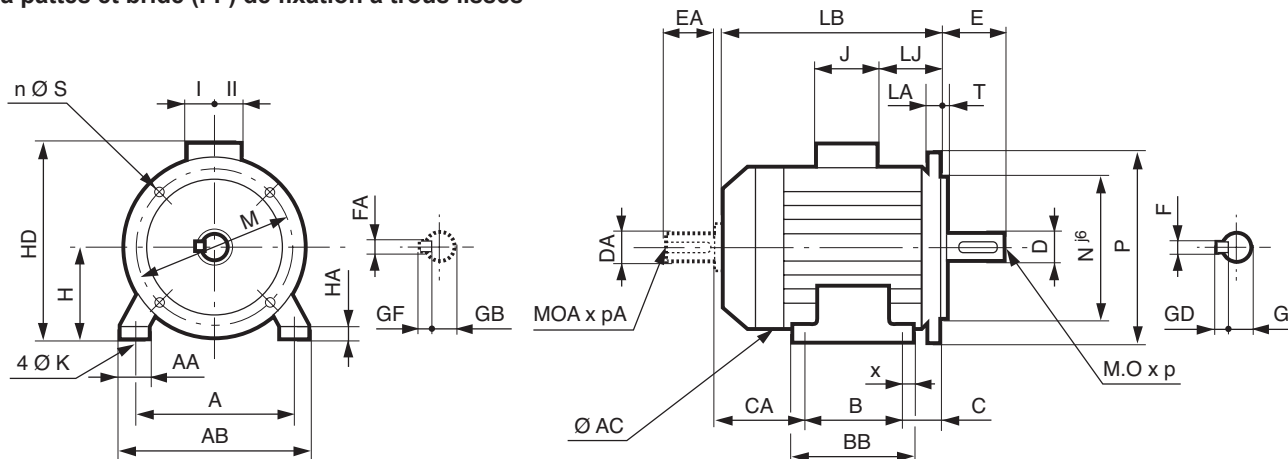 à pattes et bride (FF) de fixation à trous lisses
EA LB E
J LJ
I II
LA T
n Ø S
M
FA
HD
H
HA
GF GB
4 Ø K
AA
A
AB
DA
MOA x pA
D
N j6
P
F
GD G
x
M.O x p
CA B C
Ø AC
BB